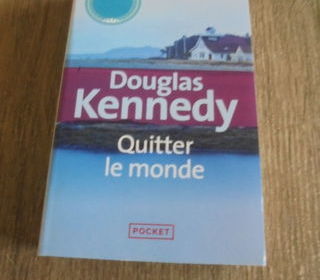 Douglas
Kennedy
Quitter
le monde
POCKET